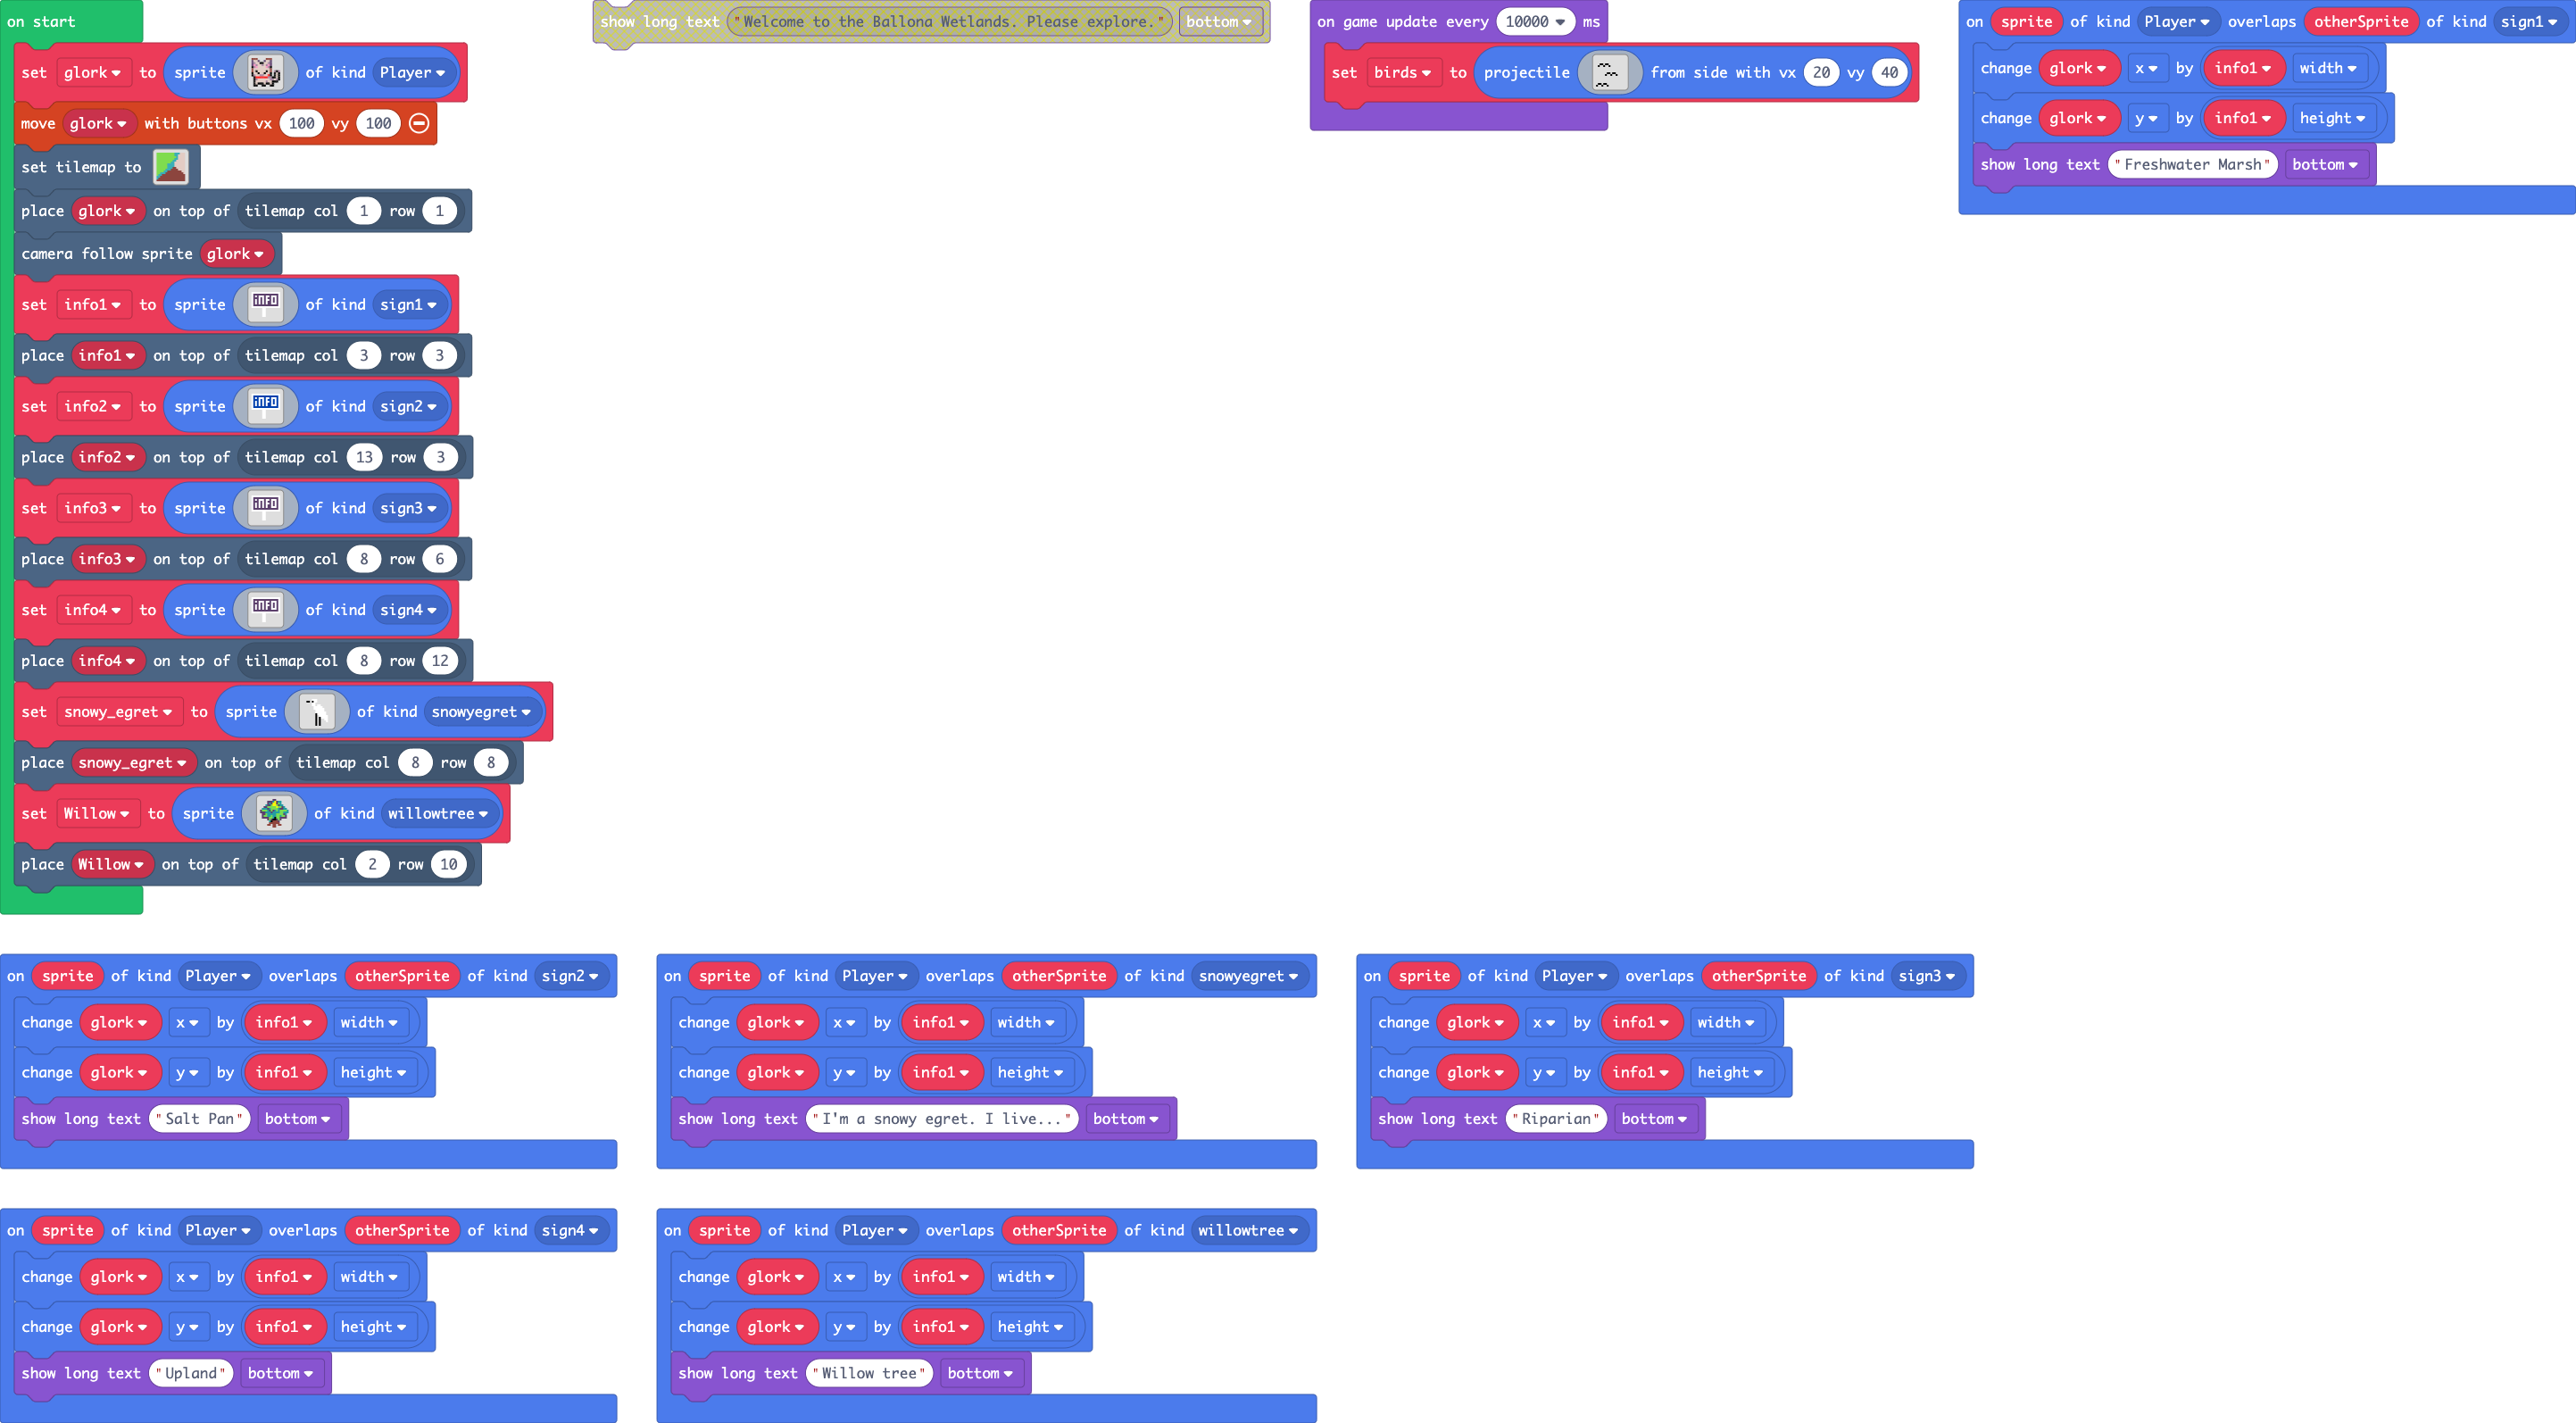 on start
set glork to sprite of kind Player
move glork with buttons vx 100 vy 100
set tilemap to
place glork on top of tilemap col 1 row 1
camera follow sprite glork
set info1 to sprite INFO of kind sign1
place info1 on top of tilemap col 3 row 3
set info2 to sprite INFO of kind sign2
place info2 on top of tilemap col 13 row 3
set info3 to sprite INFO of kind sign3
place info3 on top of tilemap col 8 row 6
set info4 to sprite INFO of kind sign4
place info4 on top of tilemap col 8 row 12
set snowy_egret to sprite of kind snowyegret
place snowy_egret on top of tilemap col 8 row 8
set Willow to sprite of kind willowtree
place Willow on top of tilemap col 2 row 10
show long text "Welcome to the Ballona Wetlands. Please explore." bottom
on game update every 10000 ms
set birds to projectile from side with vx 20 vy 40
on sprite of kind Player overlaps otherSprite of kind sign1
change glork x by info1 width
change glork y by info1 height
show long text "Freshwater Marsh" bottom
on sprite of kind Player overlaps otherSprite of kind sign2
change glork x by info1 width
change glork y by info1 height
show long text "Salt Pan" bottom
on sprite of kind Player overlaps otherSprite of kind snowyegret
change glork x by info1 width
change glork y by info1 height
show long text "I'm a snowy egret. I live..." bottom
on sprite of kind Player overlaps otherSprite of kind sign3
change glork x by info1 width
change glork y by info1 height
show long text "Riparian" bottom
on sprite of kind Player overlaps otherSprite of kind sign4
change glork x by info1 width
change glork y by info1 height
show long text "Upland" bottom
on sprite of kind Player overlaps otherSprite of kind willowtree
change glork x by info1 width
change glork y by info1 height
show long text "Willow tree" bottom